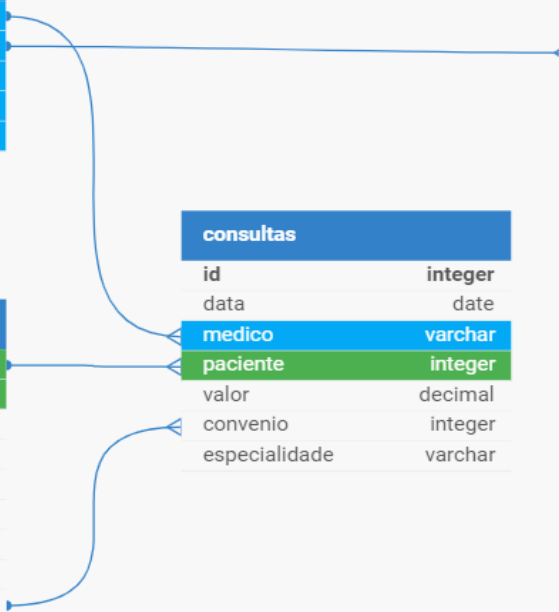 consultas
id integer
data date
medico varchar
paciente integer
valor decimal
convenio integer
especialidade varchar